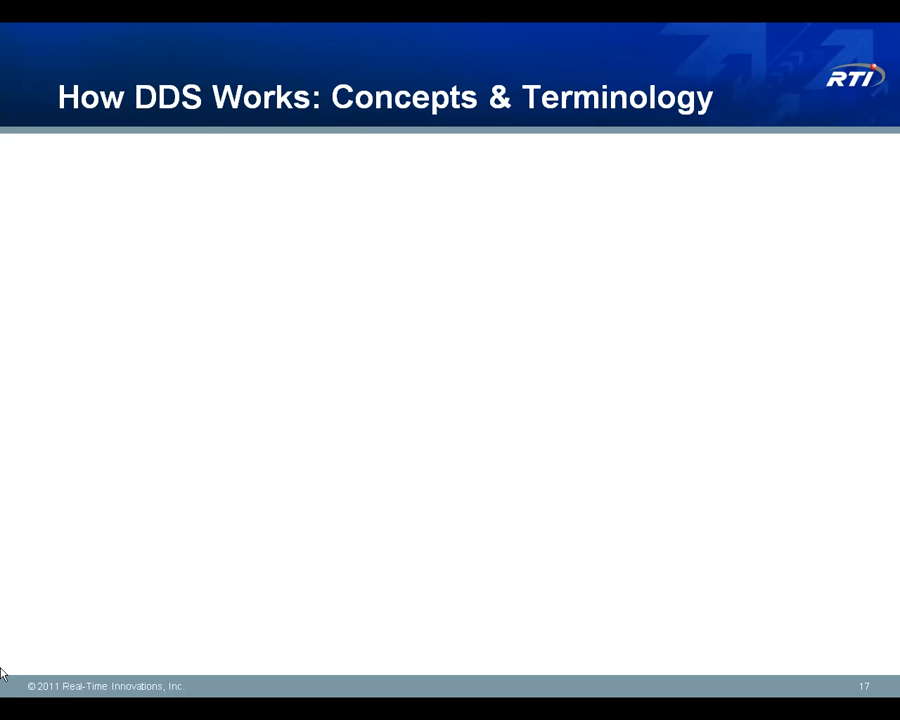 How DDS Works: Concepts & Terminology
RTI
© 2011 Real-Time Innovations, Inc.
17